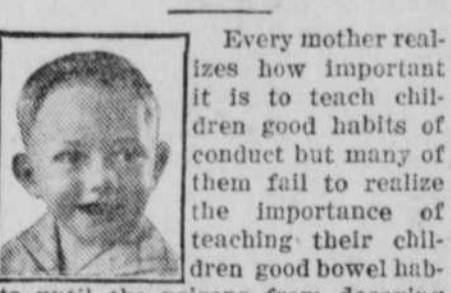 Every mother real-
izes how important
it is to teach chil-
dren good habits of
conduct but many of
them fail to realize
the importance of
teaching their chil-
dren good bowel hab-